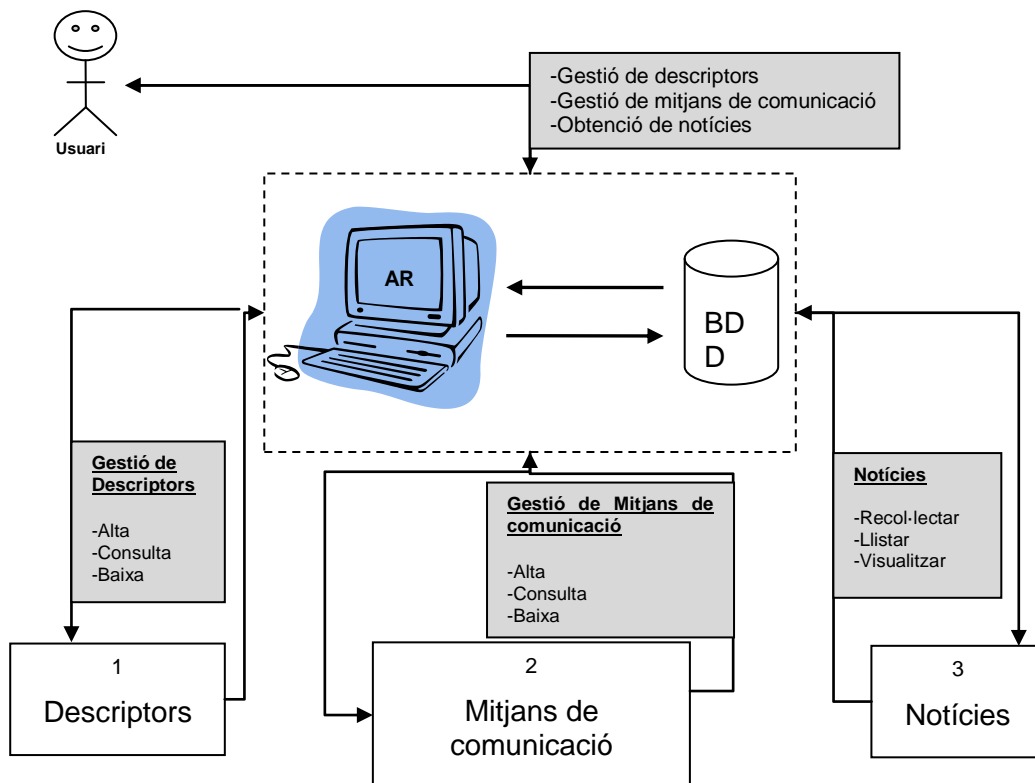 -Gestió de descriptors
-Gestió de mitjans de comunicació
-Obtenció de notícies
Usuari
AR
BD
D
Gestió de
Descriptors
-Alta
-Consulta
-Baixa
Gestió de Mitjans de
comunicació
-Alta
-Consulta
-Baixa
Notícies
-Recol·lectar
-Llistar
-Visualitzar
1
Descriptors
2
Mitjans de
comunicació
3
Notícies